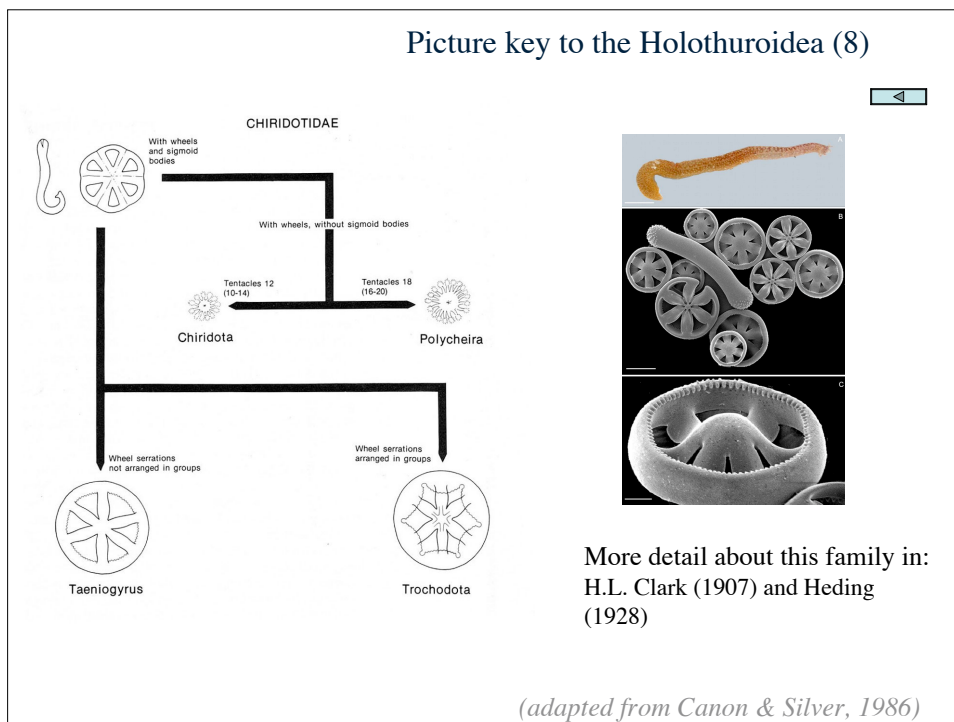 Picture key to the Holothuroidea (8)
CHIRIDOTIDAE
With wheels
and sigmoid
bodies
With wheels, without sigmoid bodies
Tentacles 12
(10-14)
Tentacles 18
(16-20)
Chiridota
Polycheira
Wheel serrations
not arranged in groups
Wheel serrations
arranged in groups
Taeniogyrus
Trochodota
A
B
C
More detail about this family in:
H.L. Clark (1907) and Heding
(1928)
(adapted from Canon & Silver, 1986)